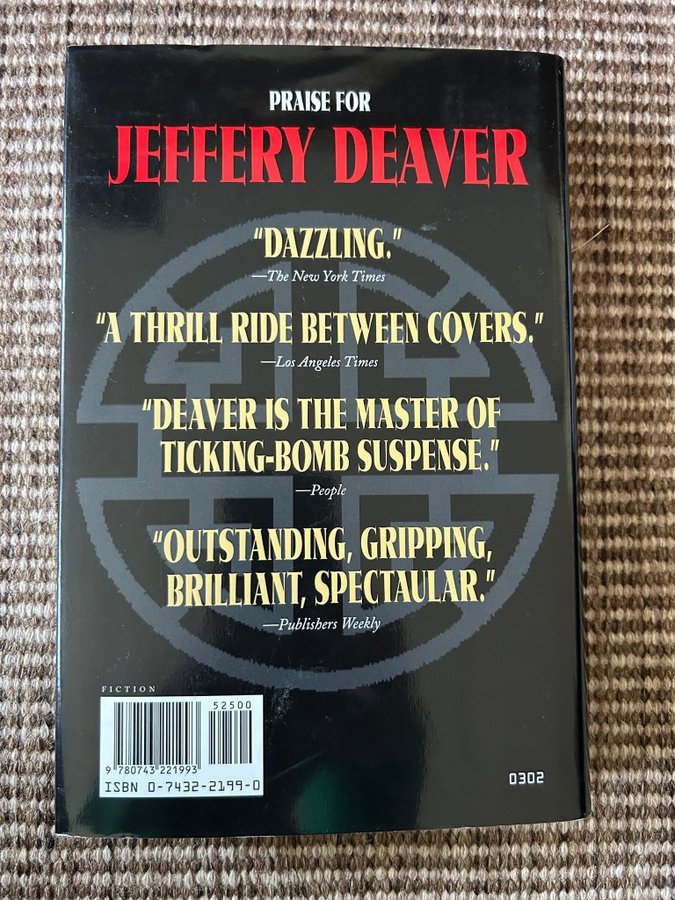 PRAISE FOR
JEFFERY DEAVER
“DAZZLING.”
—The New York Times
“A THRILL RIDE BETWEEN COVERS.”
—Los Angeles Times
“DEAVER IS THE MASTER OF
TICKING-BOMB SUSPENSE.”
—People
“OUTSTANDING, GRIPPING,
BRILLIANT, SPECTAULAR.”
—Publishers Weekly
FICTION
52500
9 780743 221993
ISBN 0-7432-2199-0
0302